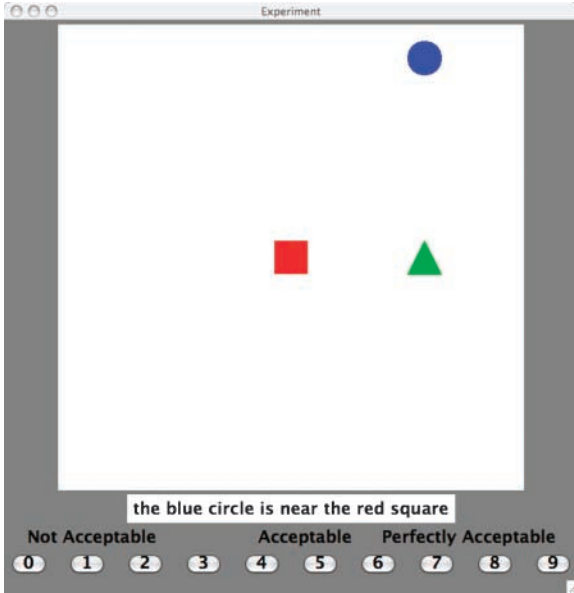 Experiment
the blue circle is near the red square
Not Acceptable Acceptable Perfectly Acceptable
0 1 2 3 4 5 6 7 8 9